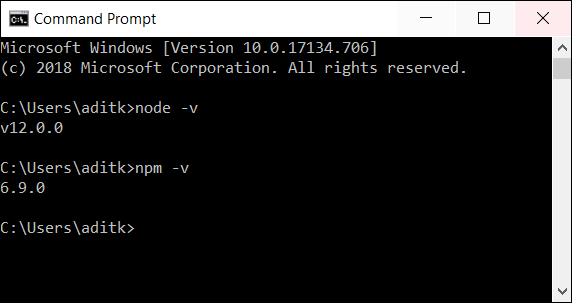 Command Prompt
Microsoft Windows [Version 10.0.17134.706]
(c) 2018 Microsoft Corporation. All rights reserved.
C:\Users\aditk>node -v
v12.0.0
C:\Users\aditk>npm -v
6.9.0
C:\Users\aditk>